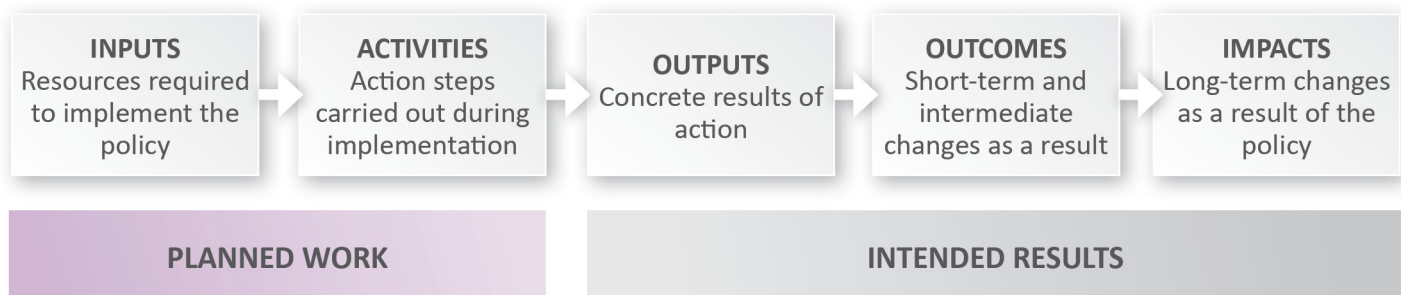 INPUTS
Resources required
to implement the
policy
ACTIVITIES
Action steps
carried out during
implementation
OUTPUTS
Concrete results of
action
OUTCOMES
Short-term and
intermediate
changes as a result
IMPACTS
Long-term changes
as a result of the
policy
PLANNED WORK
INTENDED RESULTS